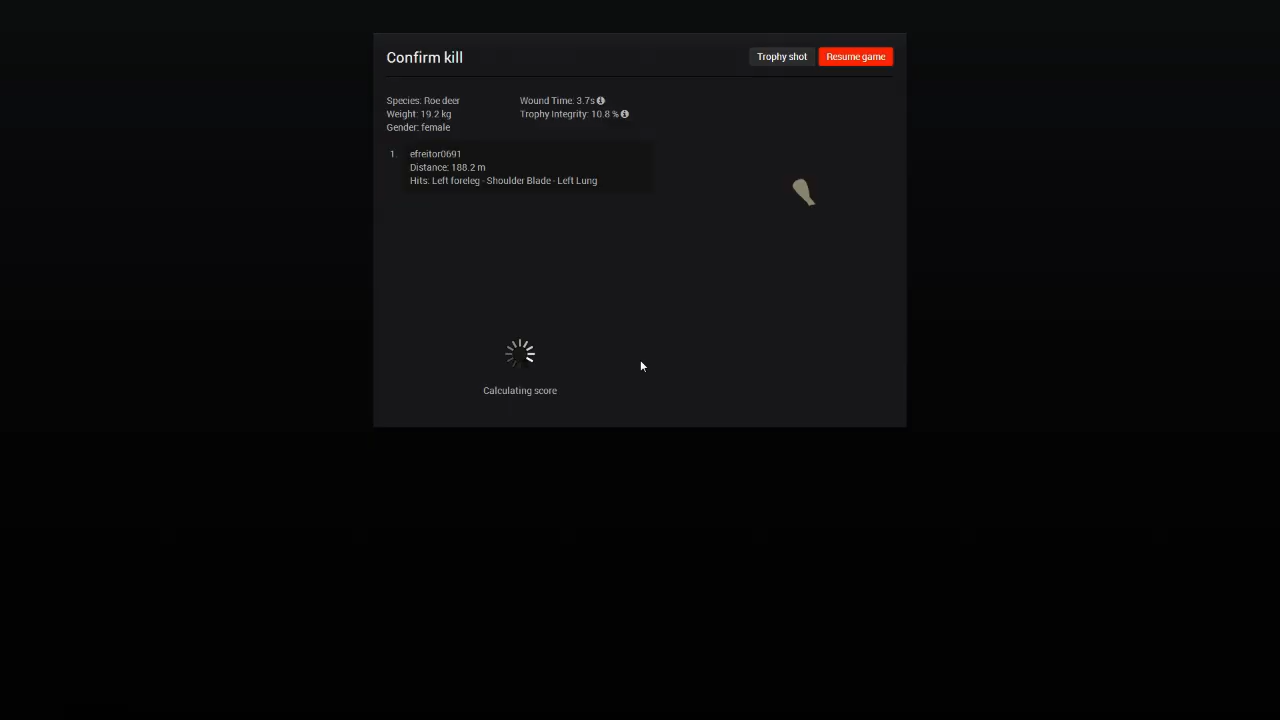 Confirm kill
Trophy shot
Resume game
Species: Roe deer
Weight: 19.2 kg
Gender: female
Wound Time: 3.7s
Trophy Integrity: 10.8 %
1.
efreitor0691
Distance: 188.2 m
Hits: Left foreleg - Shoulder Blade - Left Lung
Calculating score